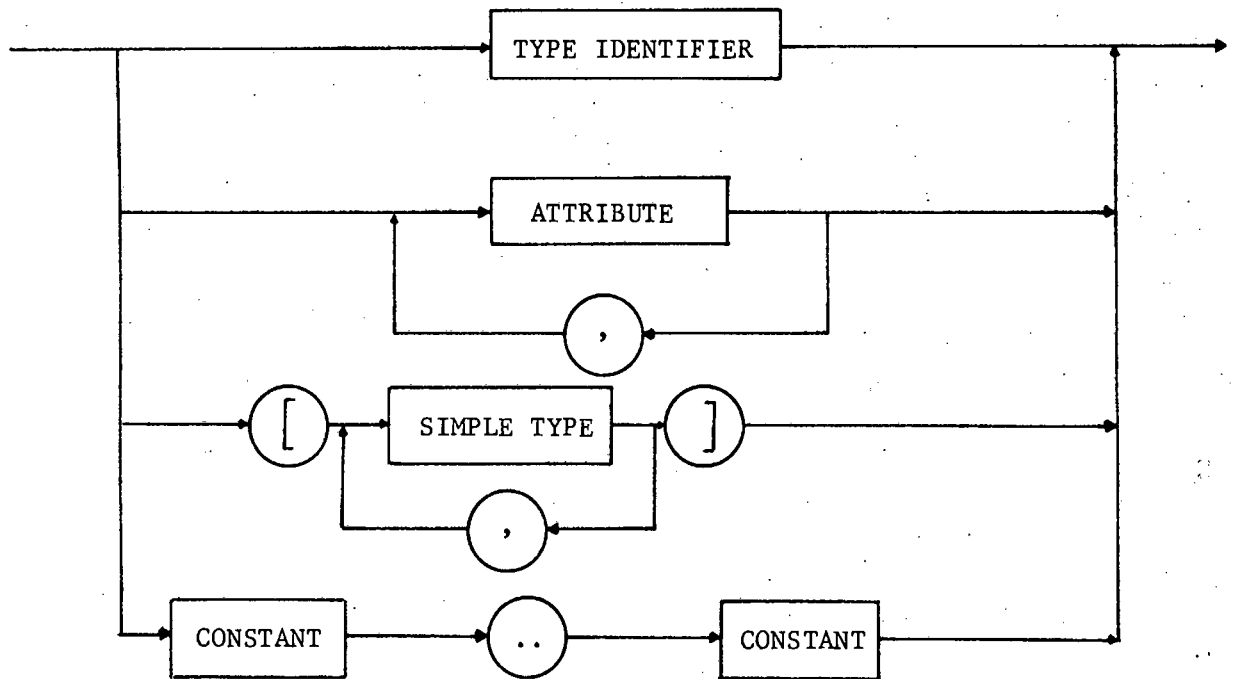 TYPE IDENTIFIER
ATTRIBUTE
,
[ SIMPLE TYPE ]
,
CONSTANT .. CONSTANT